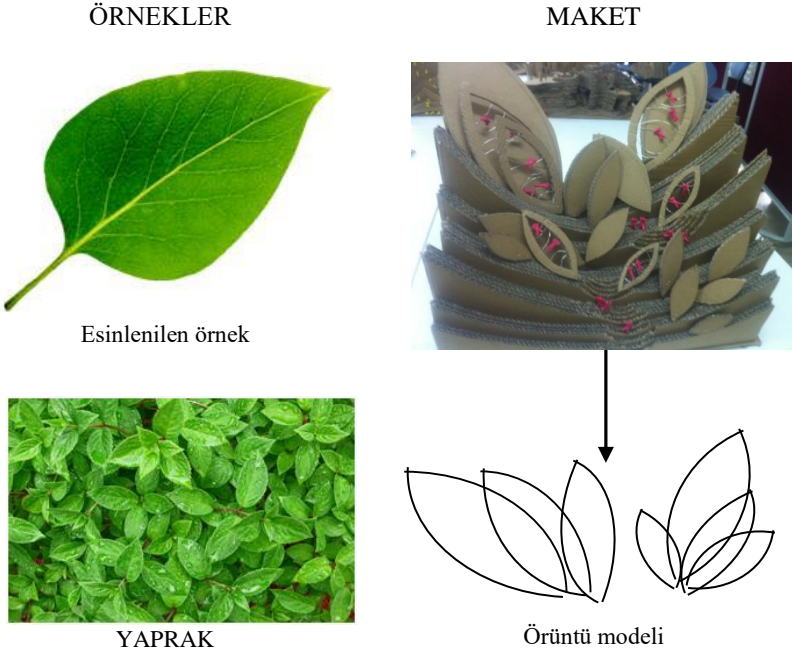 ÖRNEKLER
MAKET
Esinlenilen örnek
YAPRAK
Örüntü modeli